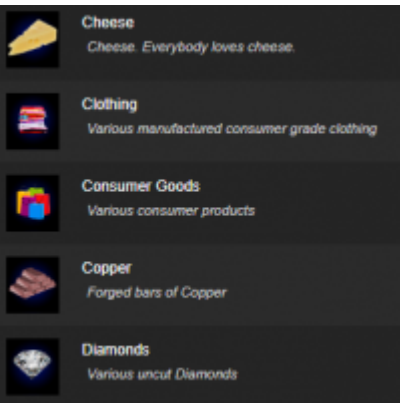 Cheese
Cheese. Everybody loves cheese.
Clothing
Various manufactured consumer grade clothing
Consumer Goods
Various consumer products
Copper
Forged bars of Copper
Diamonds
Various uncut Diamonds